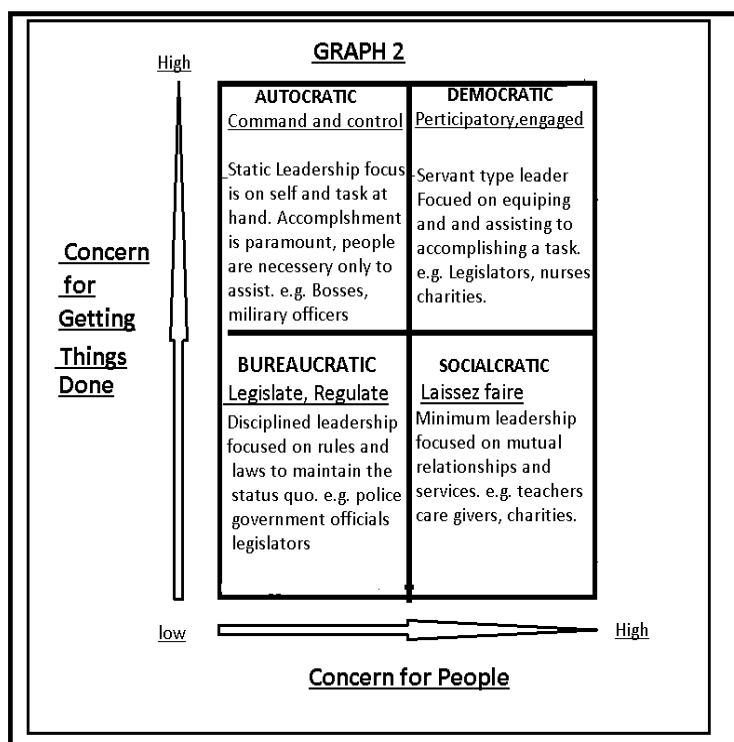 GRAPH 2
High
AUTOCRATIC
Command and control
Static Leadership focus
is on self and task at
hand. Accomplshment
is paramount, people
are necessery only to
assist. e.g. Bosses,
milirary officers
DEMOCRATIC
Perticipatory,engaged
Servant type leader
Focued on equiping
and and assisting to
accomplishing a task.
e.g. Legislators, nurses
charities.
Concern
for
Getting
Things
Done
BUREAUCRATIC
Legislate, Regulate
Disciplined leadership
focused on rules and
laws to maintain the
status quo. e.g. police
government officials
legislators
SOCIALCRATIC
Laissez faire
Minimum leadership
focused on mutual
relationships and
services. e.g. teachers
care givers, charities.
low
High
Concern for People